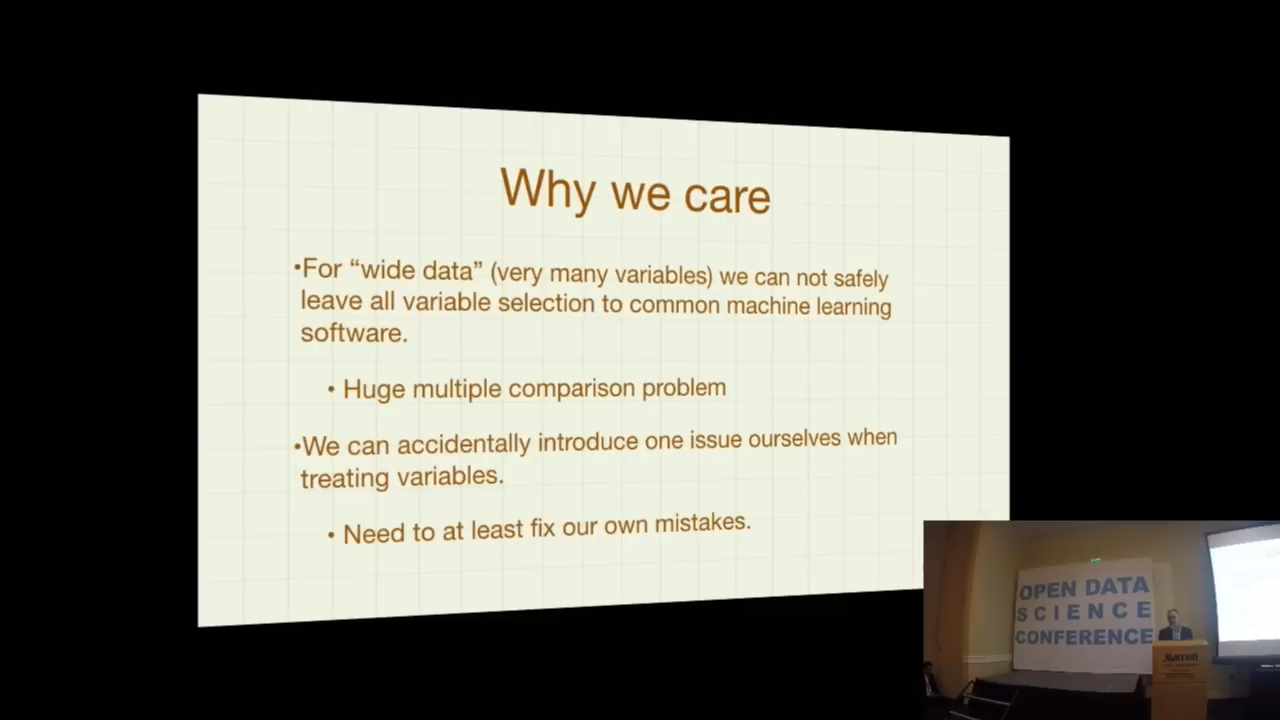 Why we care
•For “wide data” (very many variables) we can not safely
leave all variable selection to common machine learning
software.
• Huge multiple comparison problem
•We can accidentally introduce one issue ourselves when
treating variables.
• Need to at least fix our own mistakes.
OPEN DATA
SCIENCE
CONFERENCE
Marriott